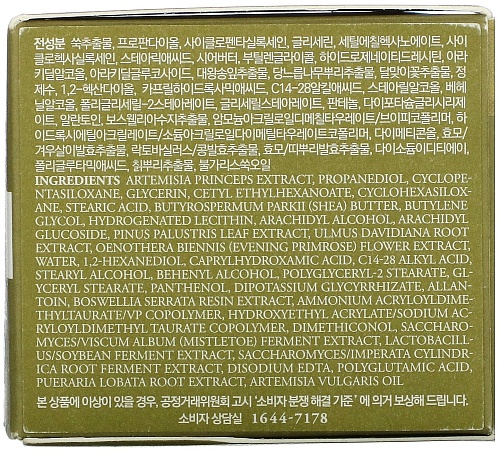 전성분 쑥추출물, 프로판다이올, 사이클로펜타실록세인, 글리세린, 세틸에칠헥사노에이트, 사이
클로헥사실록세인, 스테아릭애씨드, 시어버터, 부틸렌글라이콜, 하이드로제네이티드레시틴, 아라
키딜알코올, 아라키딜글루코사이드, 대왕송잎추출물, 당느릅나무뿌리추출물, 달맞이꽃추출물, 정
제수, 1,2-헥산다이올, 카프릴하이드록사믹애씨드, C14-28알킬애씨드, 스테아릴알코올, 베헤
닐알코올, 폴리글리세릴-2스테아레이트, 글리세릴스테아레이트, 판테놀, 다이포타슘글리시리제
이트, 알란토인, 보스웰리아수지추출물, 암모늄아크릴로일디메칠타우레이트/브이피코폴리머, 하
이드록시에틸아크릴레이트/소듐아크릴로일다이메틸타우레이트코폴리머, 다이메티콘올, 효모/
겨우살이발효추출물, 락토바실러스/콩발효추출물, 효모/띠뿌리발효추출물, 다이소듐이디티에이,
폴리글루타믹애씨드, 칡뿌리추출물, 불가리스쑥오일
INGREDIENTS ARTEMISIA PRINCEPS EXTRACT, PROPANEDIOL, CYCLOPE-
NTASILOXANE, GLYCERIN, CETYL ETHYLHEXANOATE, CYCLOHEXASILOX-
ANE, STEARIC ACID, BUTYROSPERMUM PARKII (SHEA) BUTTER, BUTYLENE
GLYCOL, HYDROGENATED LECITHIN, ARACHIDYL ALCOHOL, ARACHIDYL
GLUCOSIDE, PINUS PALUSTRIS LEAF EXTRACT, ULMUS DAVIDIANA ROOT
EXTRACT, OENOTHERA BIENNIS (EVENING PRIMROSE) FLOWER EXTRACT,
WATER, 1,2-HEXANEDIOL, CAPRYLHYDROXAMIC ACID, C14-28 ALKYL ACID,
STEARYL ALCOHOL, BEHENYL ALCOHOL, POLYGLYCERYL-2 STEARATE, GL-
YCERYL STEARATE, PANTHENOL, DIPOTASSIUM GLYCYRRHIZATE, ALLAN-
TOIN, BOSWELLIA SERRATA RESIN EXTRACT, AMMONIUM ACRYLOYLDIME-
THYLTAURATE/VP COPOLYMER, HYDROXYETHYL ACRYLATE/SODIUM AC-
RYLOYLDIMETHYL TAURATE COPOLYMER, DIMETHICONOL, SACCHARO-
MYCES/VISCUM ALBUM (MISTLETOE) FERMENT EXTRACT, LACTOBACILL-
US/SOYBEAN FERMENT EXTRACT, SACCHAROMYCES/IMPERATA CYLINDR-
ICA ROOT FERMENT EXTRACT, DISODIUM EDTA, POLYGLUTAMIC ACID,
PUERARIA LOBATA ROOT EXTRACT, ARTEMISIA VULGARIS OIL
본 상품에 이상이 있을 경우, 공정거래위원회 고시 '소비자 분쟁 해결 기준' 에 의거 보상해 드립니다.
소비자 상담실 1644-7178